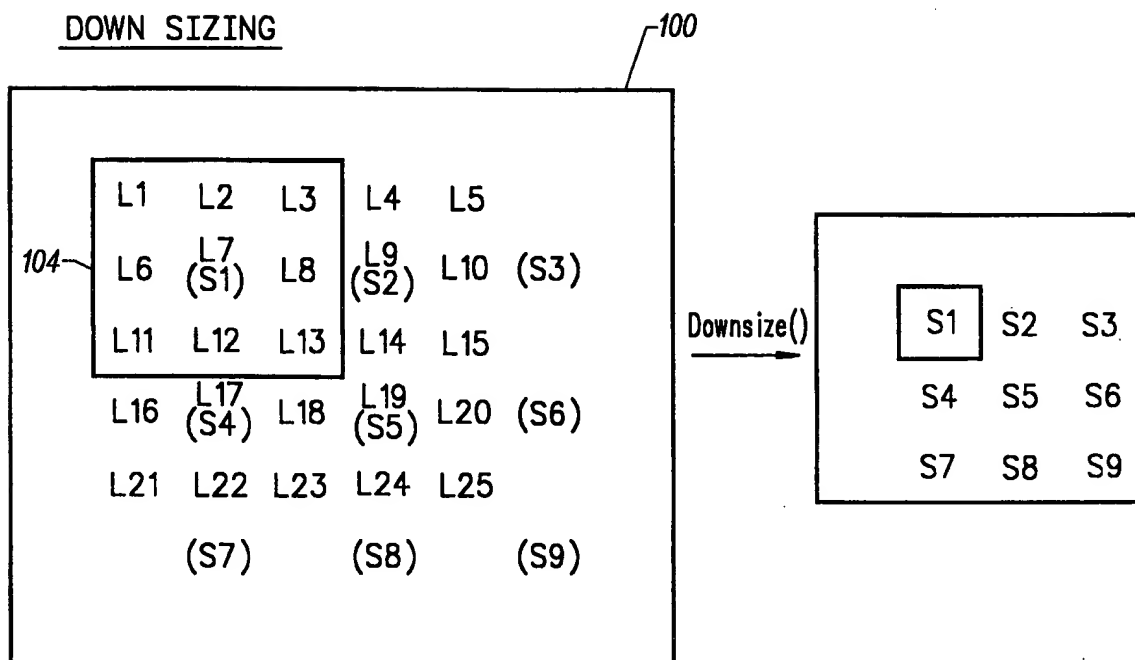 DOWN SIZING
100
L1 L2 L3 L4 L5
104 L6 L7 (S1) L8 L9 (S2) L10 (S3)
L11 L12 L13 L14 L15
L16 L17 (S4) L18 L19 (S5) L20 (S6)
L21 L22 L23 L24 L25
(S7) (S8) (S9)
Downsize()
S1 S2 S3
S4 S5 S6
S7 S8 S9